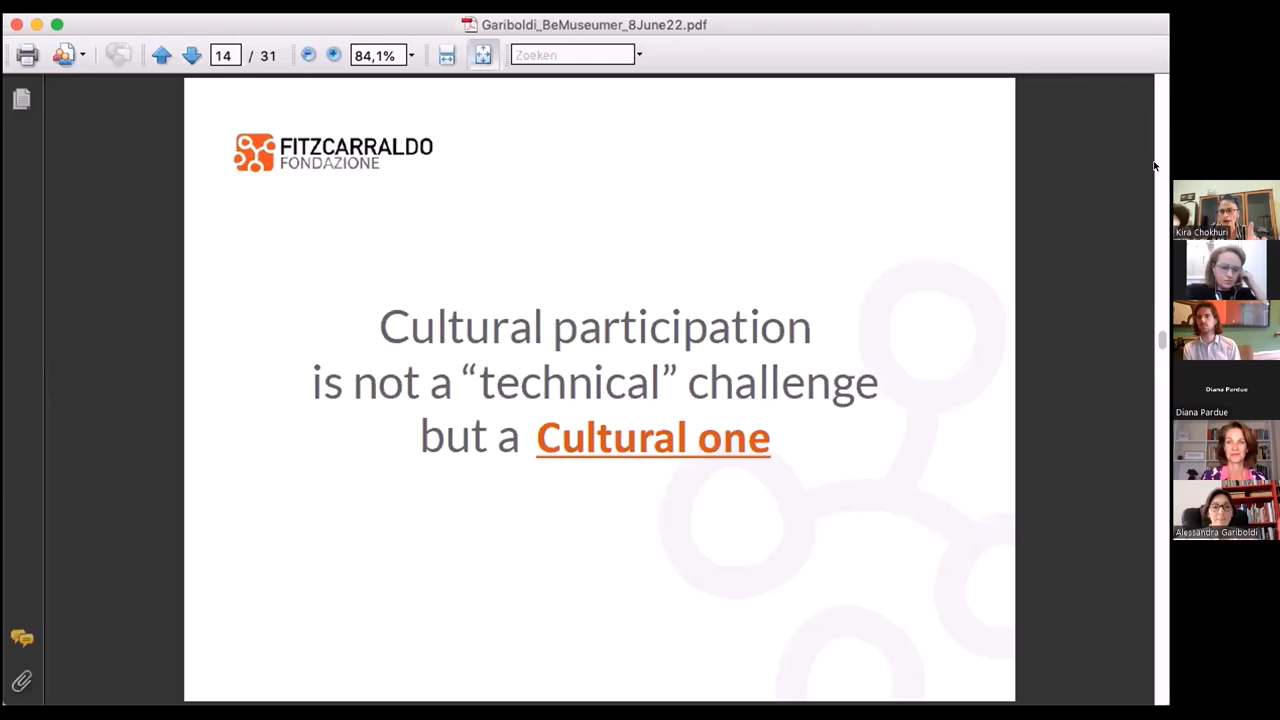 Gariboldi_BeMuseumer_8June22.pdf
14 / 31
84,1%
Zoeken
FITZCARRALDO
FONDAZIONE
Cultural participation
is not a “technical” challenge
but a Cultural one
Kira Chokhuri
Diana Pardue
Diana Pardue
Alessandra Gariboldi